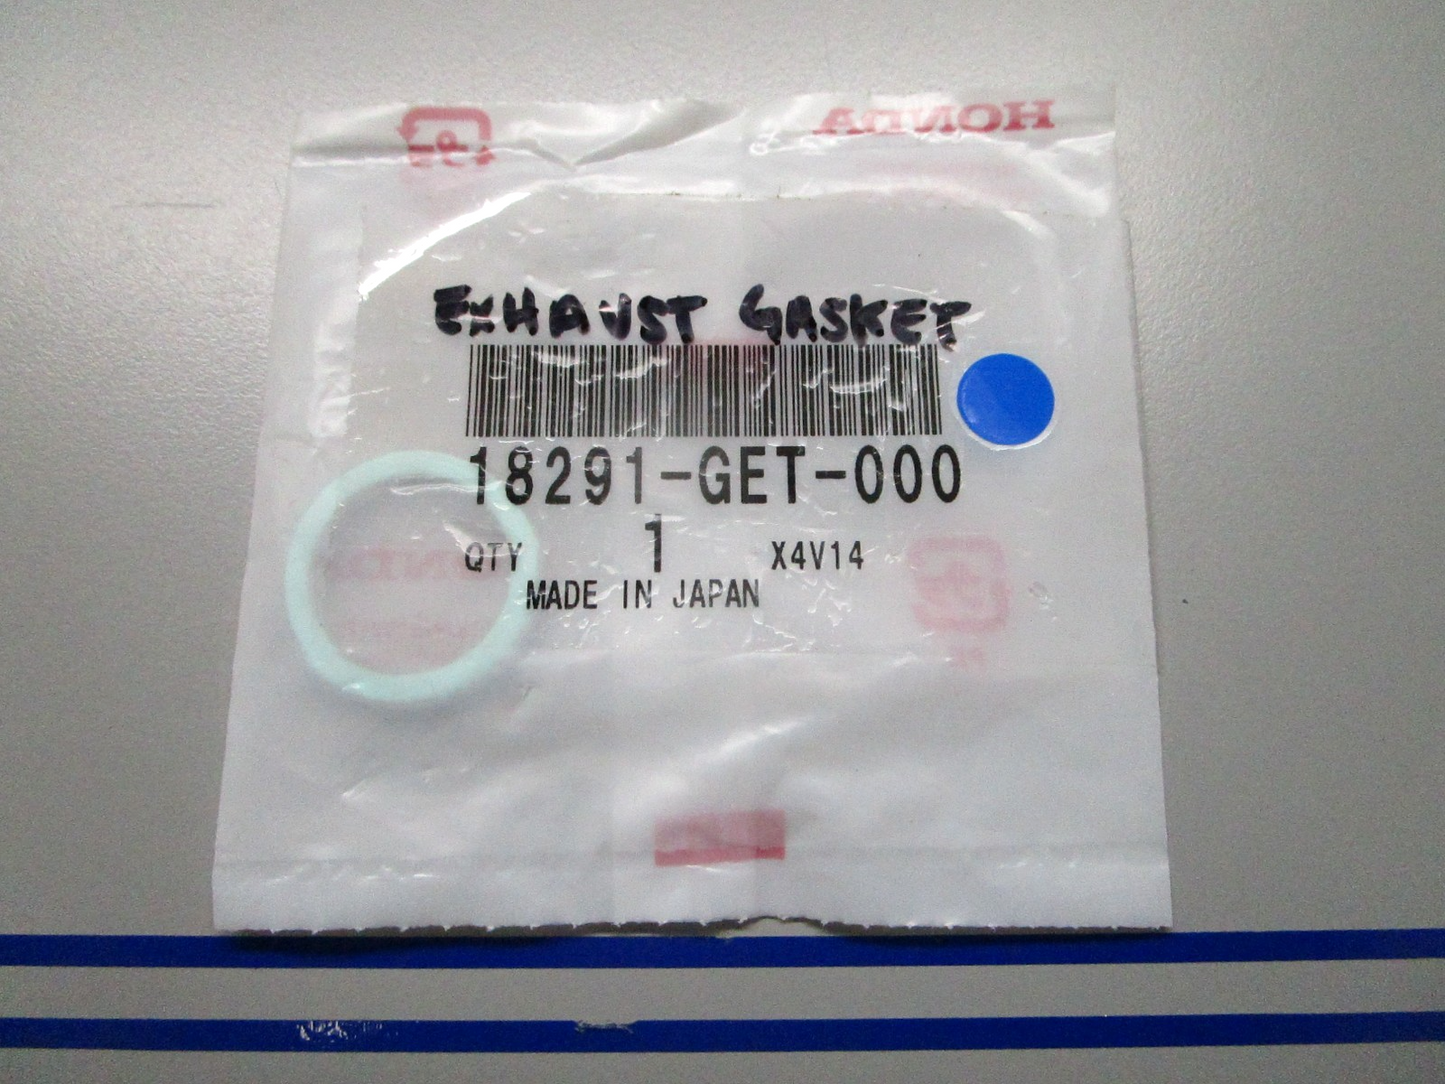 HONDA
EXHAUST GASKET
18291-GET-000
QTY 1 X4V14
MADE IN JAPAN